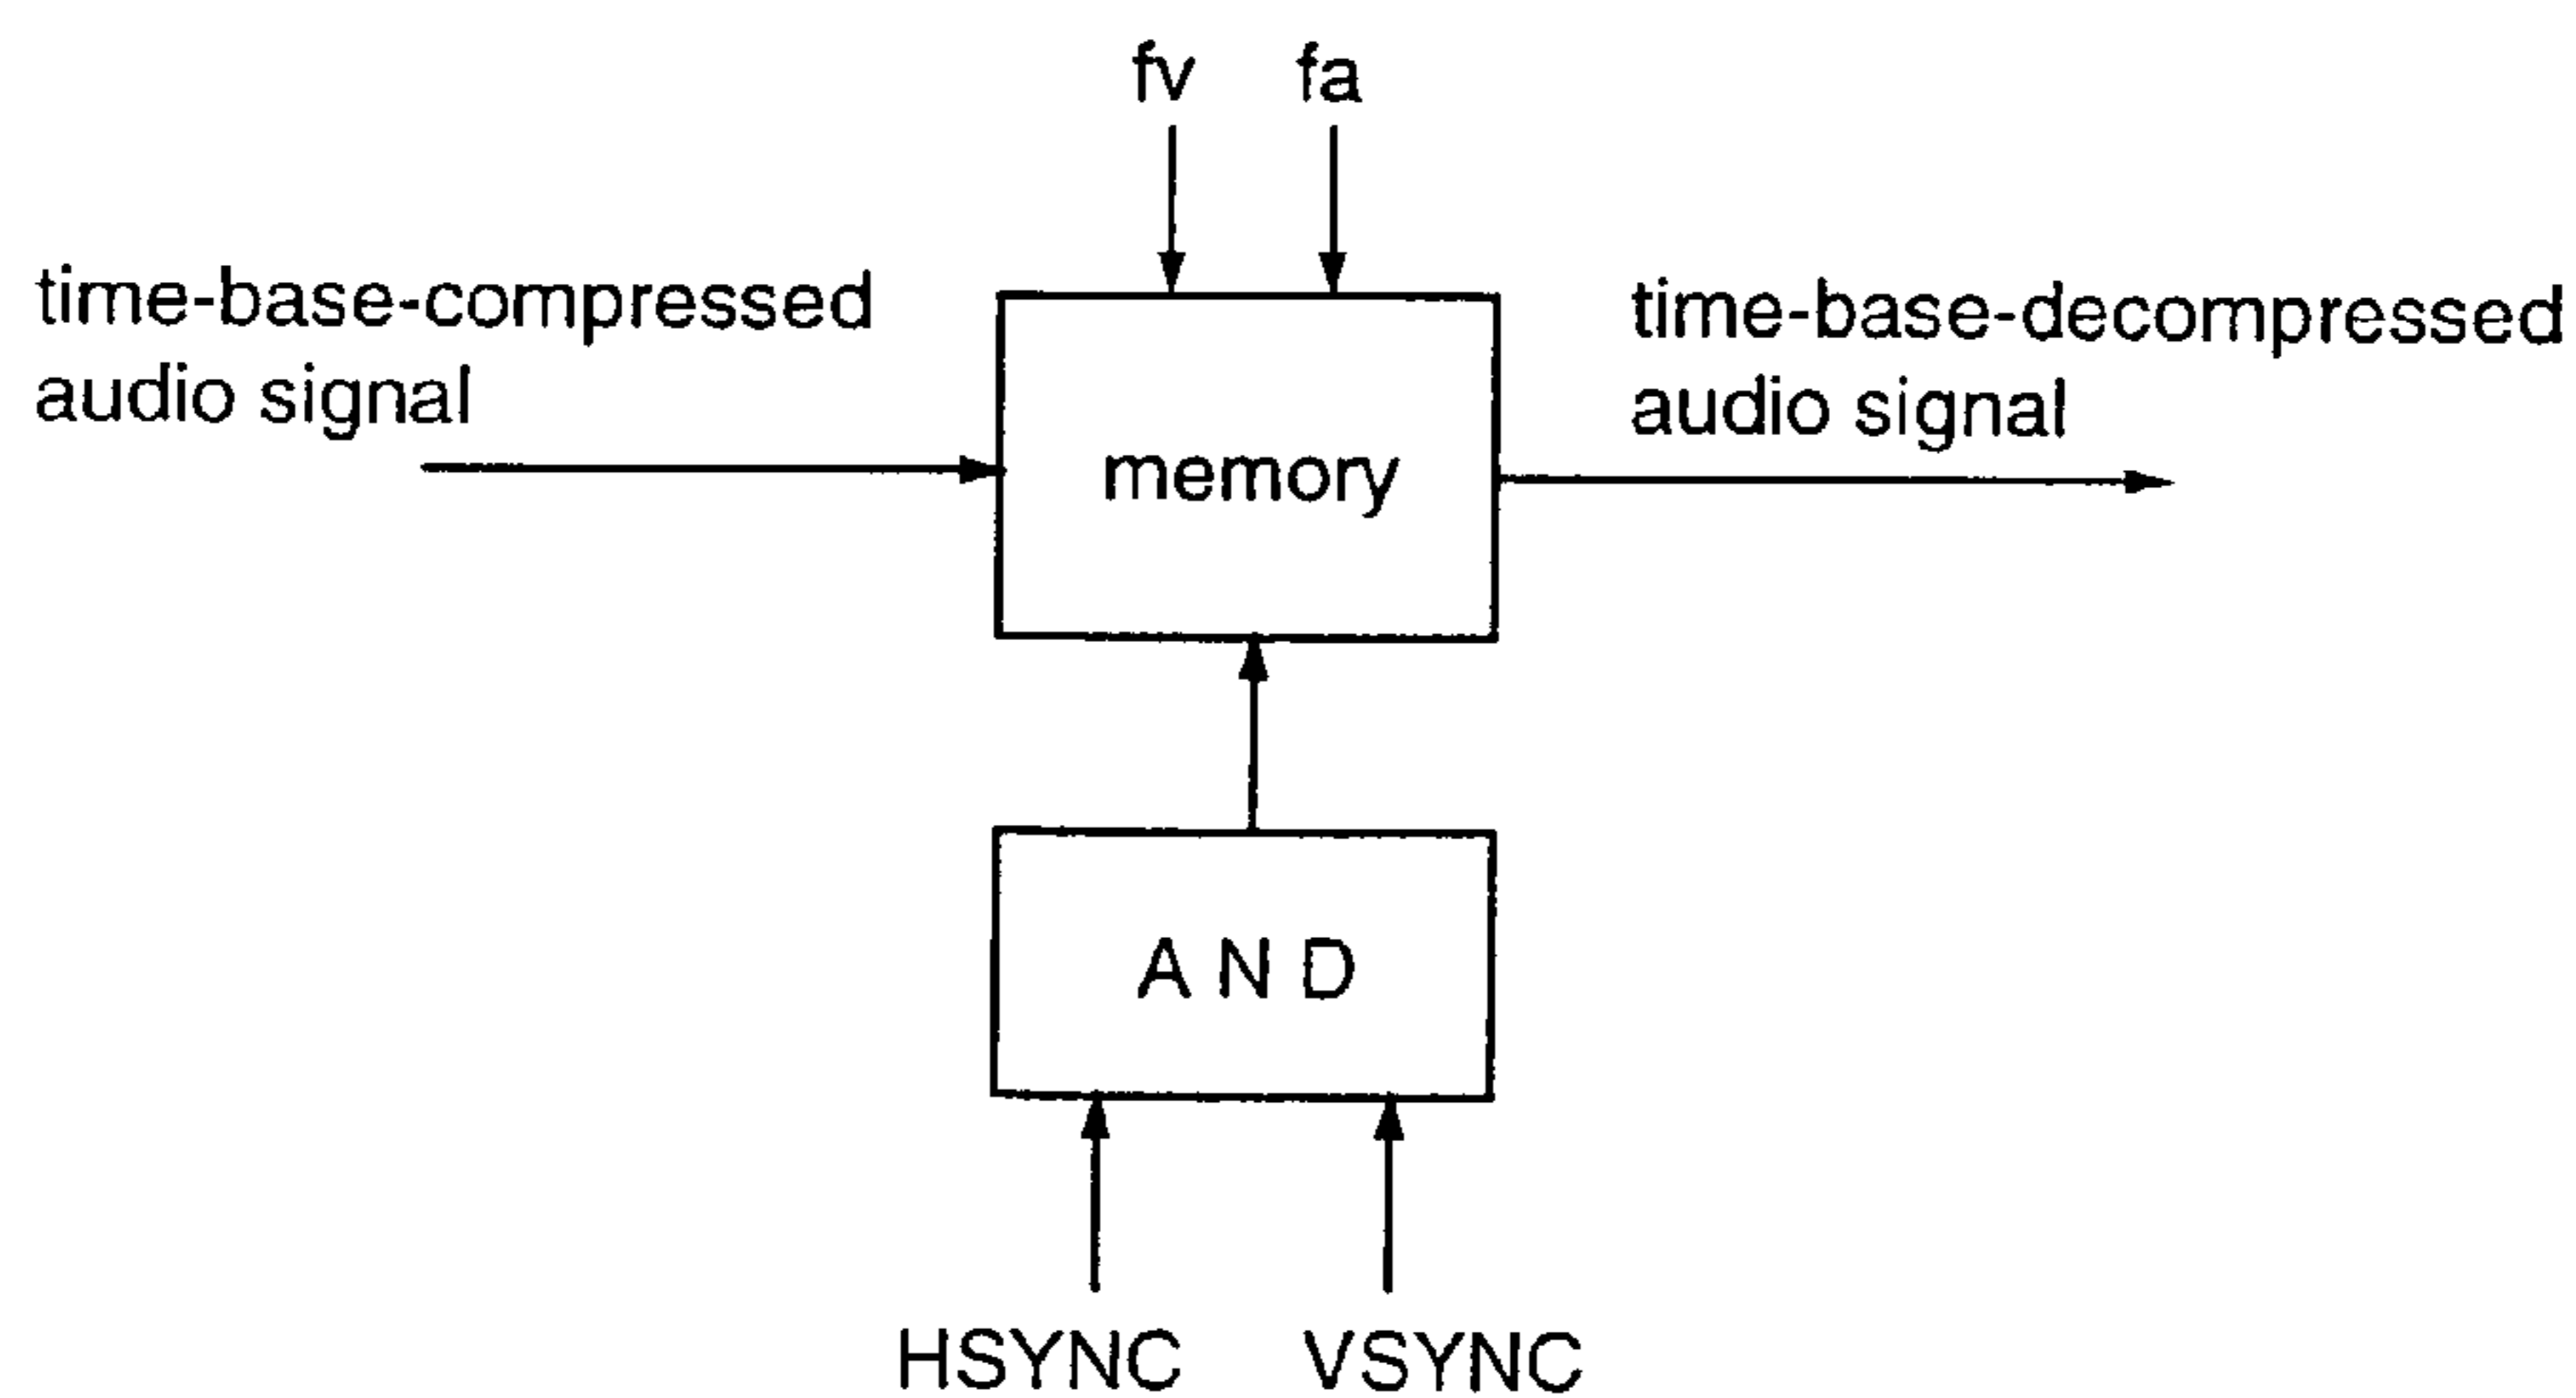 fv fa
time-base-compressed
audio signal
time-base-decompressed
audio signal
memory
AND
HSYNC VSYNC